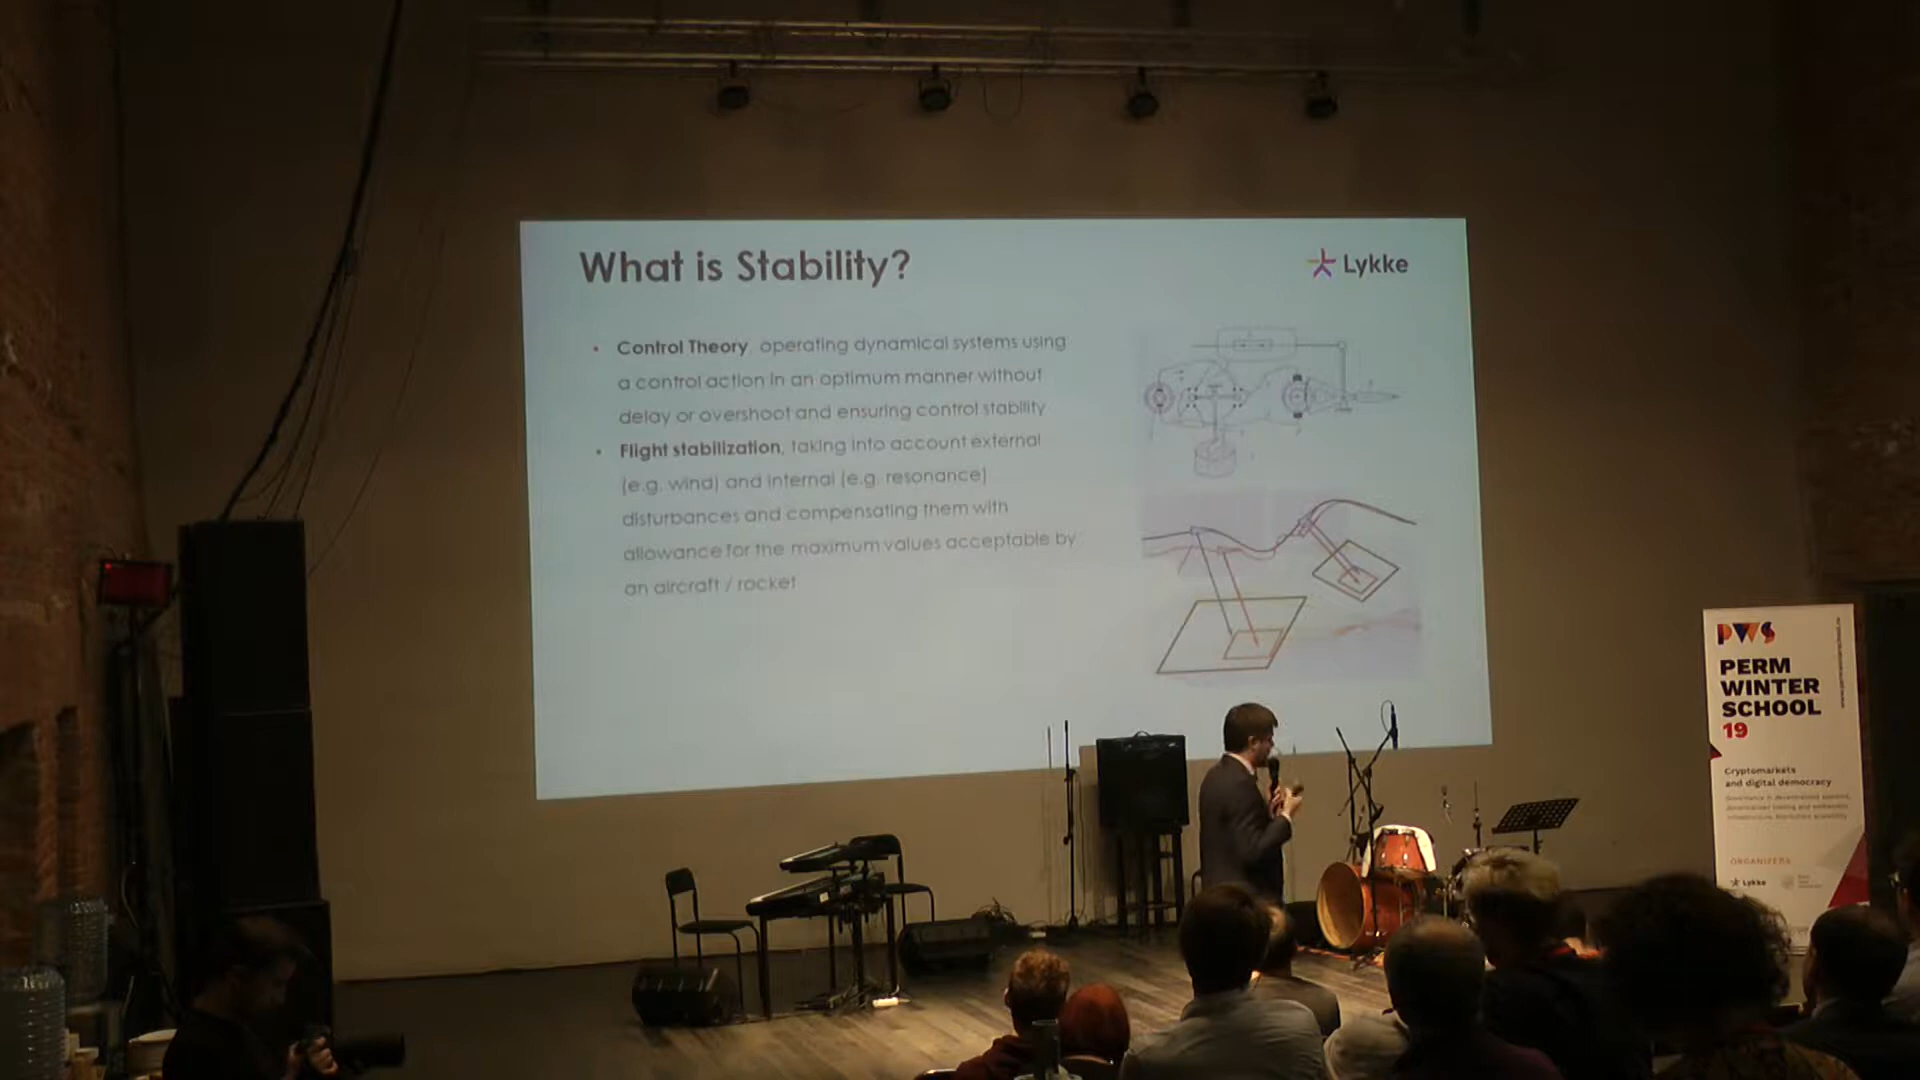 What is Stability?
Lykke
• Control Theory operating dynamical systems using
a control action in an optimum manner without
delay or overshoot and ensuring control stability
• Flight stabilization, taking into account external
(e.g. wind) and internal (e.g. resonance)
disturbances and compensating them with
allowance for the maximum values acceptable by
an aircraft / rocket
PWS
PERM
WINTER
SCHOOL
19
Cryptomarkets
and digital democracy
ORGANIZERS
Lykke